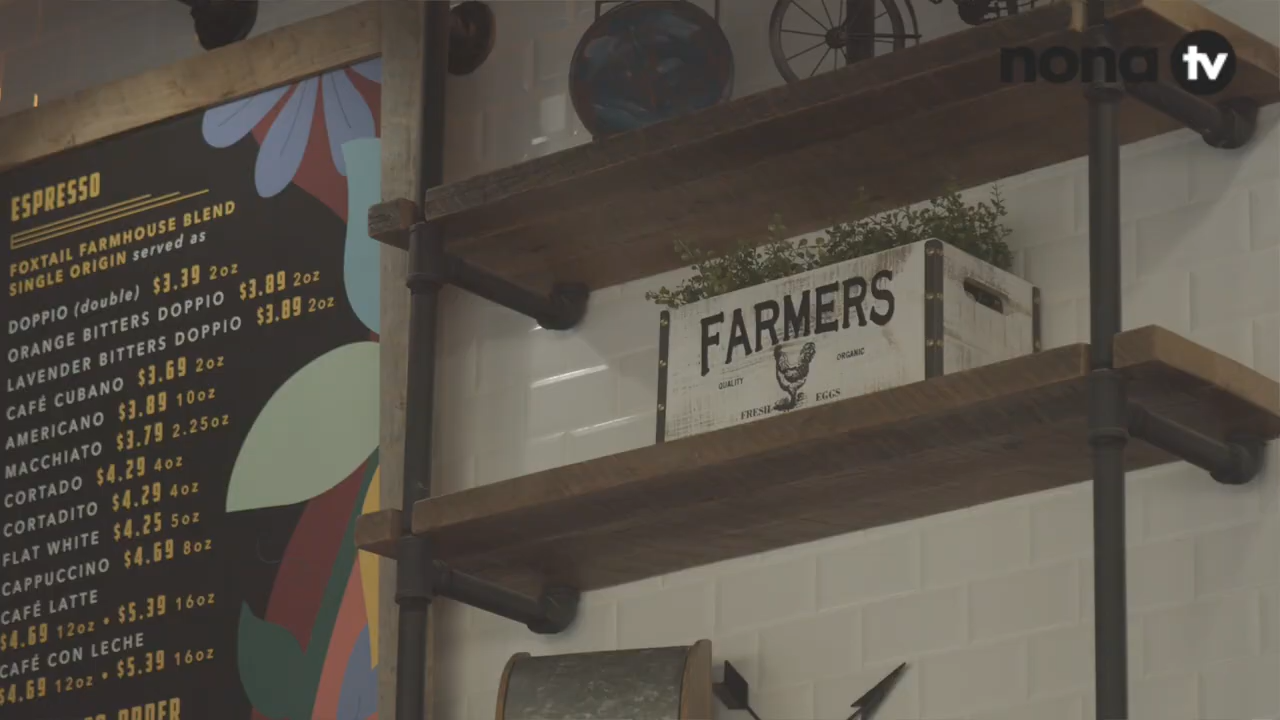 nona tv
ESPRESSO
FOXTAIL FARMHOUSE BLEND
SINGLE ORIGIN served as
DOPPIO (double) $3.39 2oz
ORANGE BITTERS DOPPIO $3.89 2oz
LAVENDER BITTERS DOPPIO $3.89 2oz
CAFÉ CUBANO $3.69 2oz
AMERICANO $3.89 10oz
MACCHIATO $3.79 2.25oz
CORTADO $4.29 4oz
CORTADITO $4.29 4oz
FLAT WHITE $4.25 5oz
CAPPUCCINO $4.69 8oz
CAFÉ LATTE
$4.69 12oz • $5.39 16oz
CAFÉ CON LECHE
$4.69 12oz • $5.39 16oz
FARMERS
QUALITY ORGANIC
FRESH EGGS